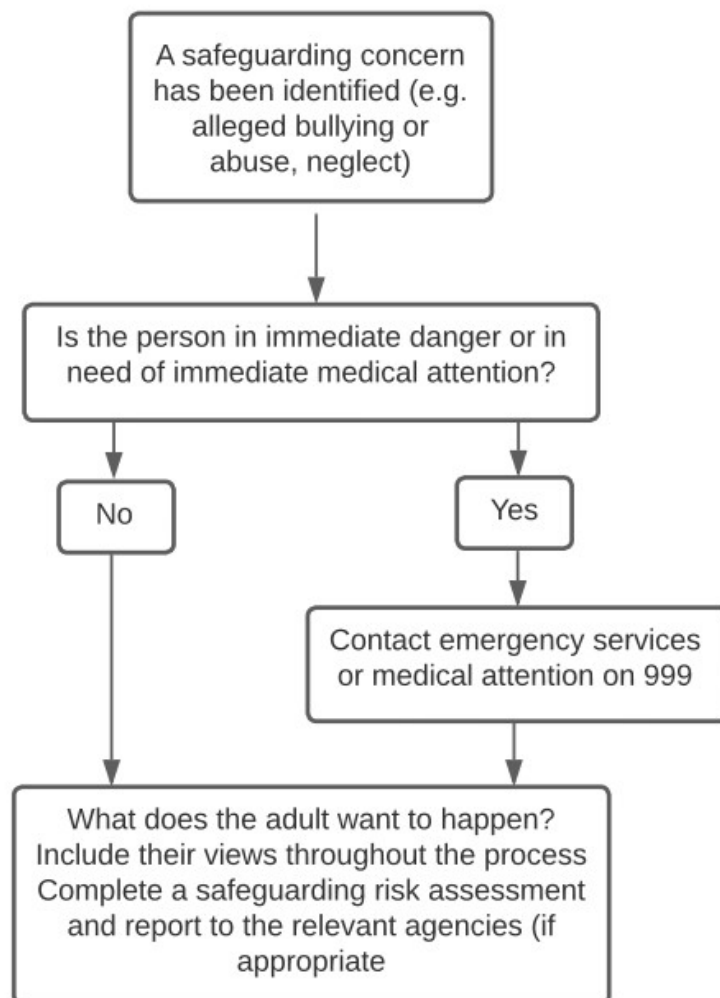 A safeguarding concern
has been identified (e.g.
alleged bullying or
abuse, neglect)
Is the person in immediate danger or in
need of immediate medical attention?
No
Yes
Contact emergency services
or medical attention on 999
What does the adult want to happen?
Include their views throughout the process
Complete a safeguarding risk assessment
and report to the relevant agencies (if
appropriate